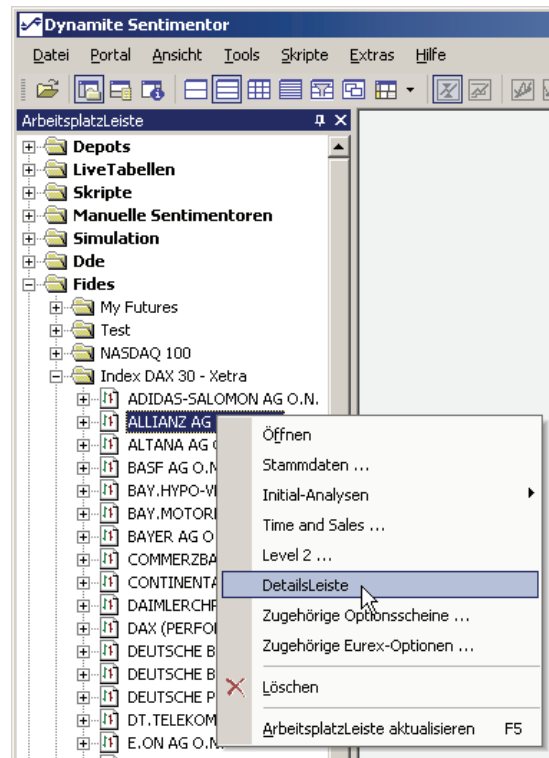 Dynamite Sentimentor
Datei Portal Ansicht Tools Skripte Extras Hilfe
ArbeitsplatzLeiste
Depots
LiveTabellen
Skripte
Manuelle Sentimentoren
Simulation
Dde
Fides
My Futures
Test
NASDAQ 100
Index DAX 30 - Xetra
ADIDAS-SALOMON AG O.N.
ALLIANZ AG
ALTANA AG
BASF AG O.N
BAY.HYPO-V
BAY.MOTOR
BAYER AG O
COMMERZBA
CONTINENTA
DAIMLERCH
DAX (PERFO
DEUTSCHE B
DEUTSCHE B
DEUTSCHE P
DT.TELEKOM
E.ON AG O.N.
Öffnen
Stammdaten ...
Initial-Analysen
Time and Sales ...
Level 2 ...
DetailsLeiste
Zugehörige Optionsscheine ...
Zugehörige Eurex-Optionen ...
Löschen
ArbeitsplatzLeiste aktualisieren F5